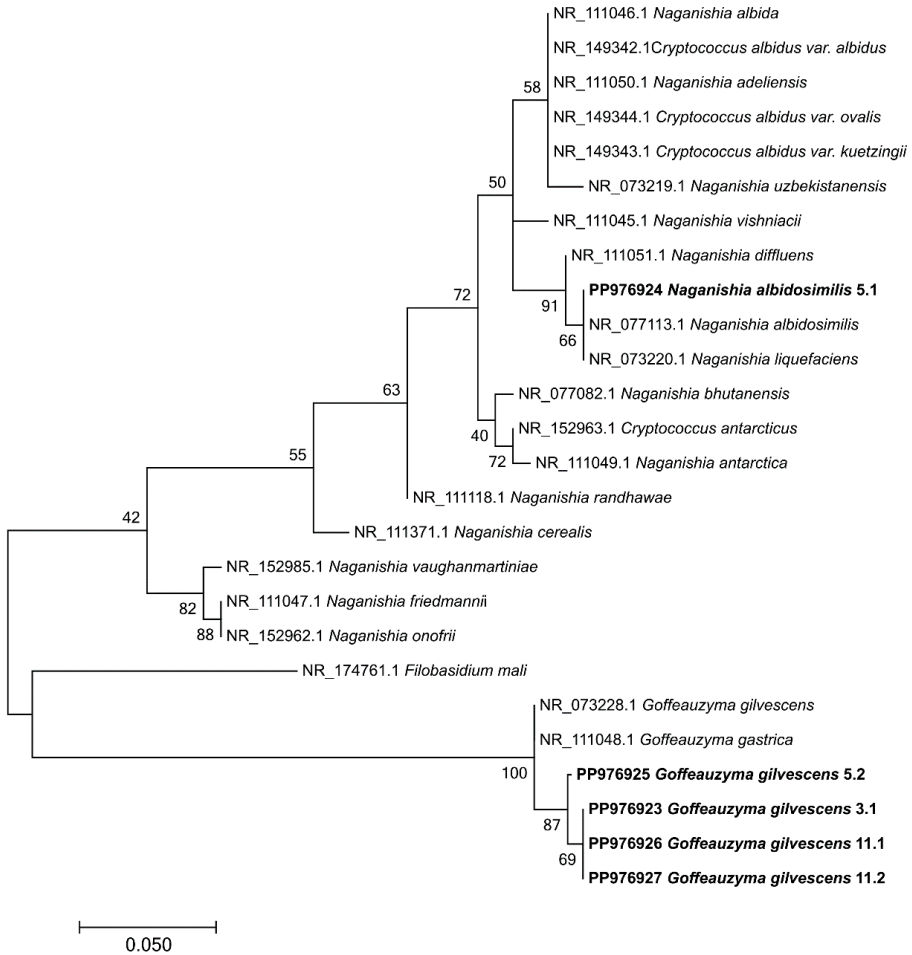 NR_111046.1 Naganishia albida
NR_149342.1Cryptococcus albidus var. albidus
58
NR_111050.1 Naganishia adeliensis
NR_149344.1 Cryptococcus albidus var. ovalis
NR_149343.1 Cryptococcus albidus var. kuetzingii
50
NR_073219.1 Naganishia uzbekistanensis
NR_111045.1 Naganishia vishniacii
NR_111051.1 Naganishia diffluens
PP976924 Naganishia albidosimilis 5.1
72
91
NR_077113.1 Naganishia albidosimilis
66
NR_073220.1 Naganishia liquefaciens
63
NR_077082.1 Naganishia bhutanensis
NR_152963.1 Cryptococcus antarcticus
40
72
NR_111049.1 Naganishia antarctica
55
NR_111118.1 Naganishia randhawae
42
NR_111371.1 Naganishia cerealis
NR_152985.1 Naganishia vaughanmartiniae
82
NR_111047.1 Naganishia friedmannii
88
NR_152962.1 Naganishia onofrii
NR_174761.1 Filobasidium mali
NR_073228.1 Goffeauzyma gilvescens
NR_111048.1 Goffeauzyma gastrica
100
PP976925 Goffeauzyma gilvescens 5.2
PP976923 Goffeauzyma gilvescens 3.1
87
PP976926 Goffeauzyma gilvescens 11.1
69
PP976927 Goffeauzyma gilvescens 11.2
0.050